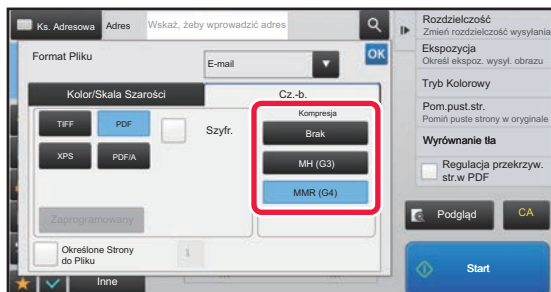 Ks. Adresowa
Adres
Wskaż, żeby wprowadzić adres
Format Pliku
E-mail
OK
Kolor/Skala Szarości
Cz.-b.
TIFF
PDF
Szyfr.
XPS
PDF/A
Kompresja
Brak
MH (G3)
MMR (G4)
Zaprogramowany
Określone Strony
do Pliku
1
Inne
Rozdzielczość
Zmień rozdzielczość wysyłania
Ekspozycja
Określ ekspoz. wysył. obrazu
Tryb Kolorowy
Pom.pust.str.
Pomiń puste strony w oryginale
Wyrównanie tła
Regulacja przekrzyw.
str.w PDF
Podgląd
CA
Start